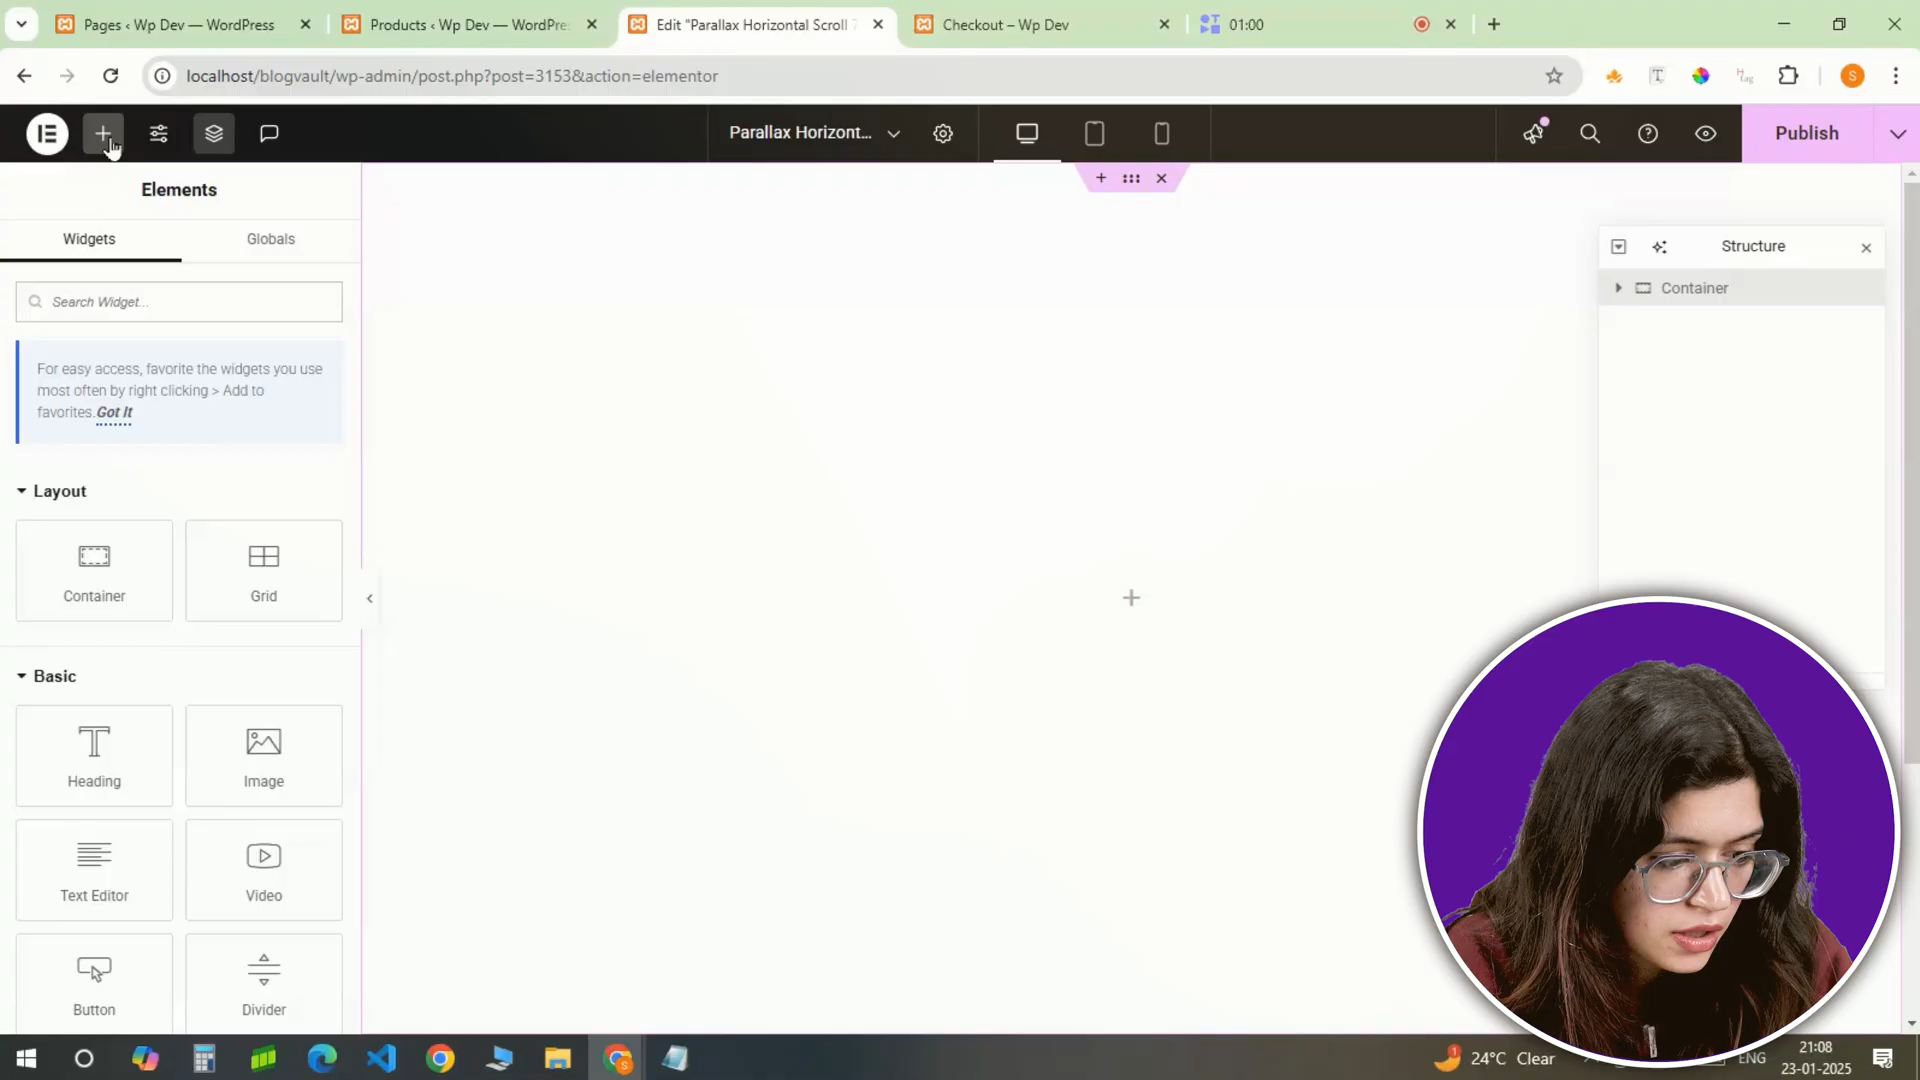 Pages ‹ Wp Dev — WordPress
Products ‹ Wp Dev — WordPre
Edit "Parallax Horizontal Scroll
Checkout – Wp Dev
01:00
localhost/blogvault/wp-admin/post.php?post=3153&action=elementor
T
Htag
S
Parallax Horizont...
Publish
Elements
Widgets
Globals
Search Widget...
For easy access, favorite the widgets you use
most often by right clicking > Add to
favorites. Got It
Layout
Container
Grid
Basic
Heading
Image
Text Editor
Video
Button
Divider
Structure
Container
1
24°C Clear
ENG
21:08
23-01-2025